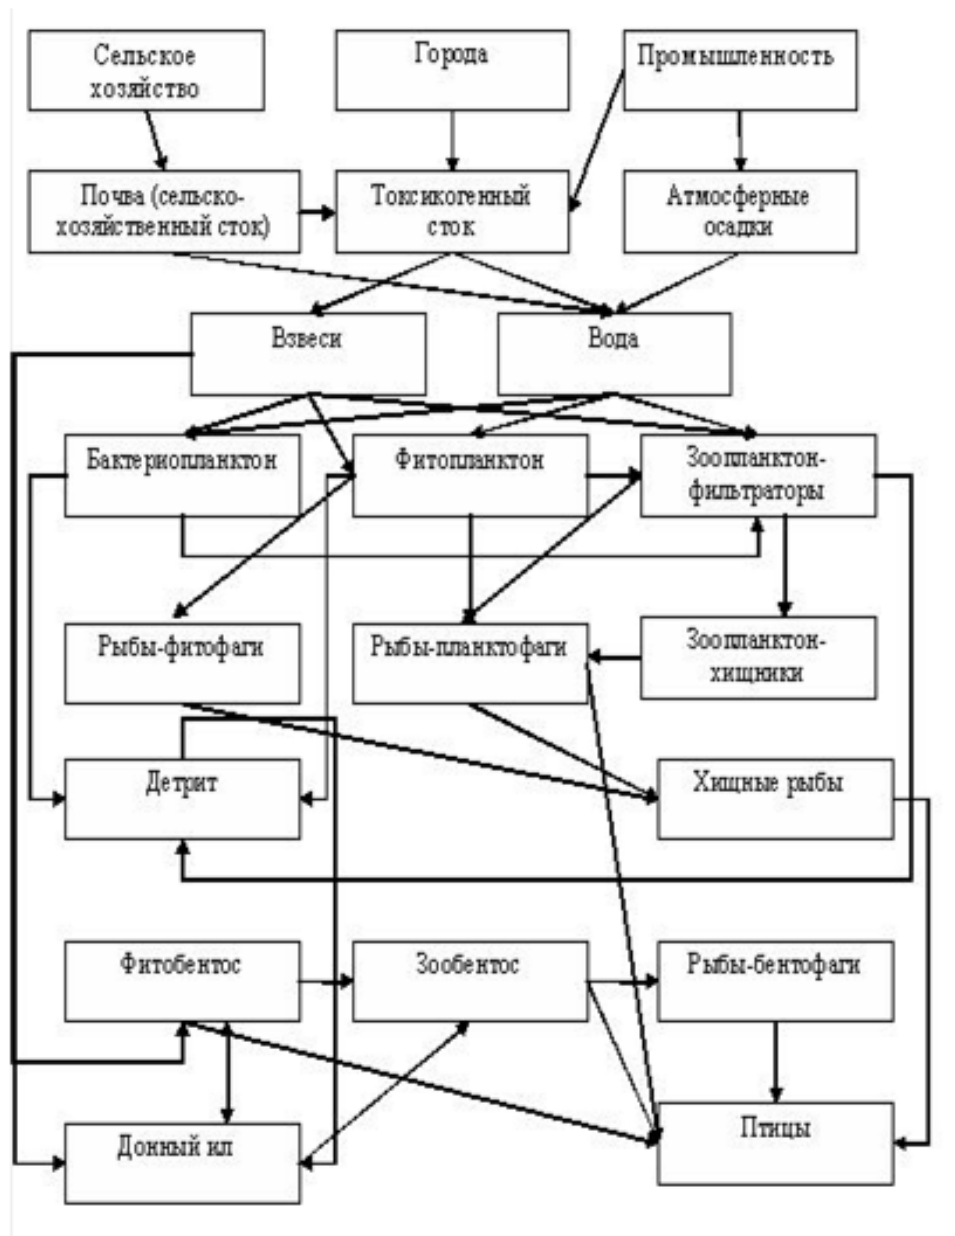 Сельское
хозяйство
Города
Промышленность
Почва (сельско-
хозяйственный сток)
Токсикогенный
сток
Атмосферные
осадки
Взвеси
Вода
Бактериопланктон
Фитопланктон
Зоопланктон-
фильтраторы
Рыбы-фитофаги
Рыбы-планктофаги
Зоопланктон-
хищники
Детрит
Хищные рыбы
Фитобентос
Зообентос
Рыбы-бентофаги
Донный ил
Птицы